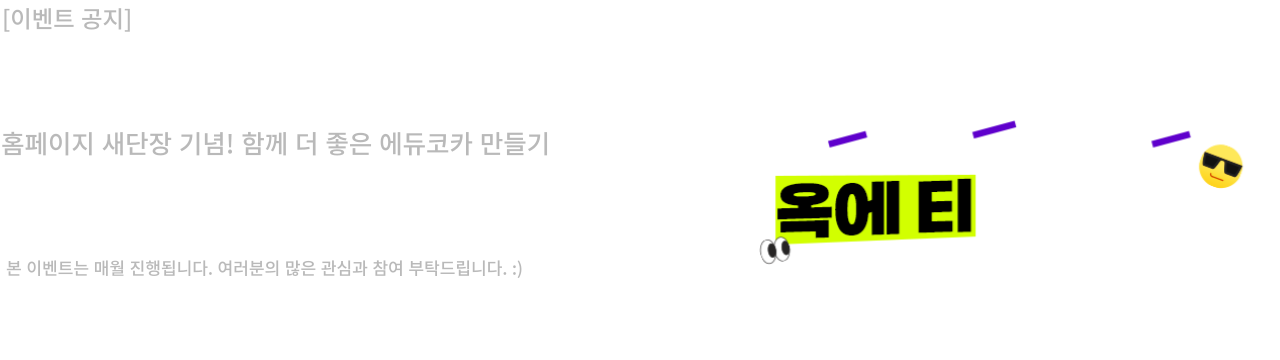 [이벤트 공지]
홈페이지 새단장 기념! 함께 더 좋은 에듀코카 만들기
옥에 티
본 이벤트는 매월 진행됩니다. 여러분의 많은 관심과 참여 부탁드립니다. :)